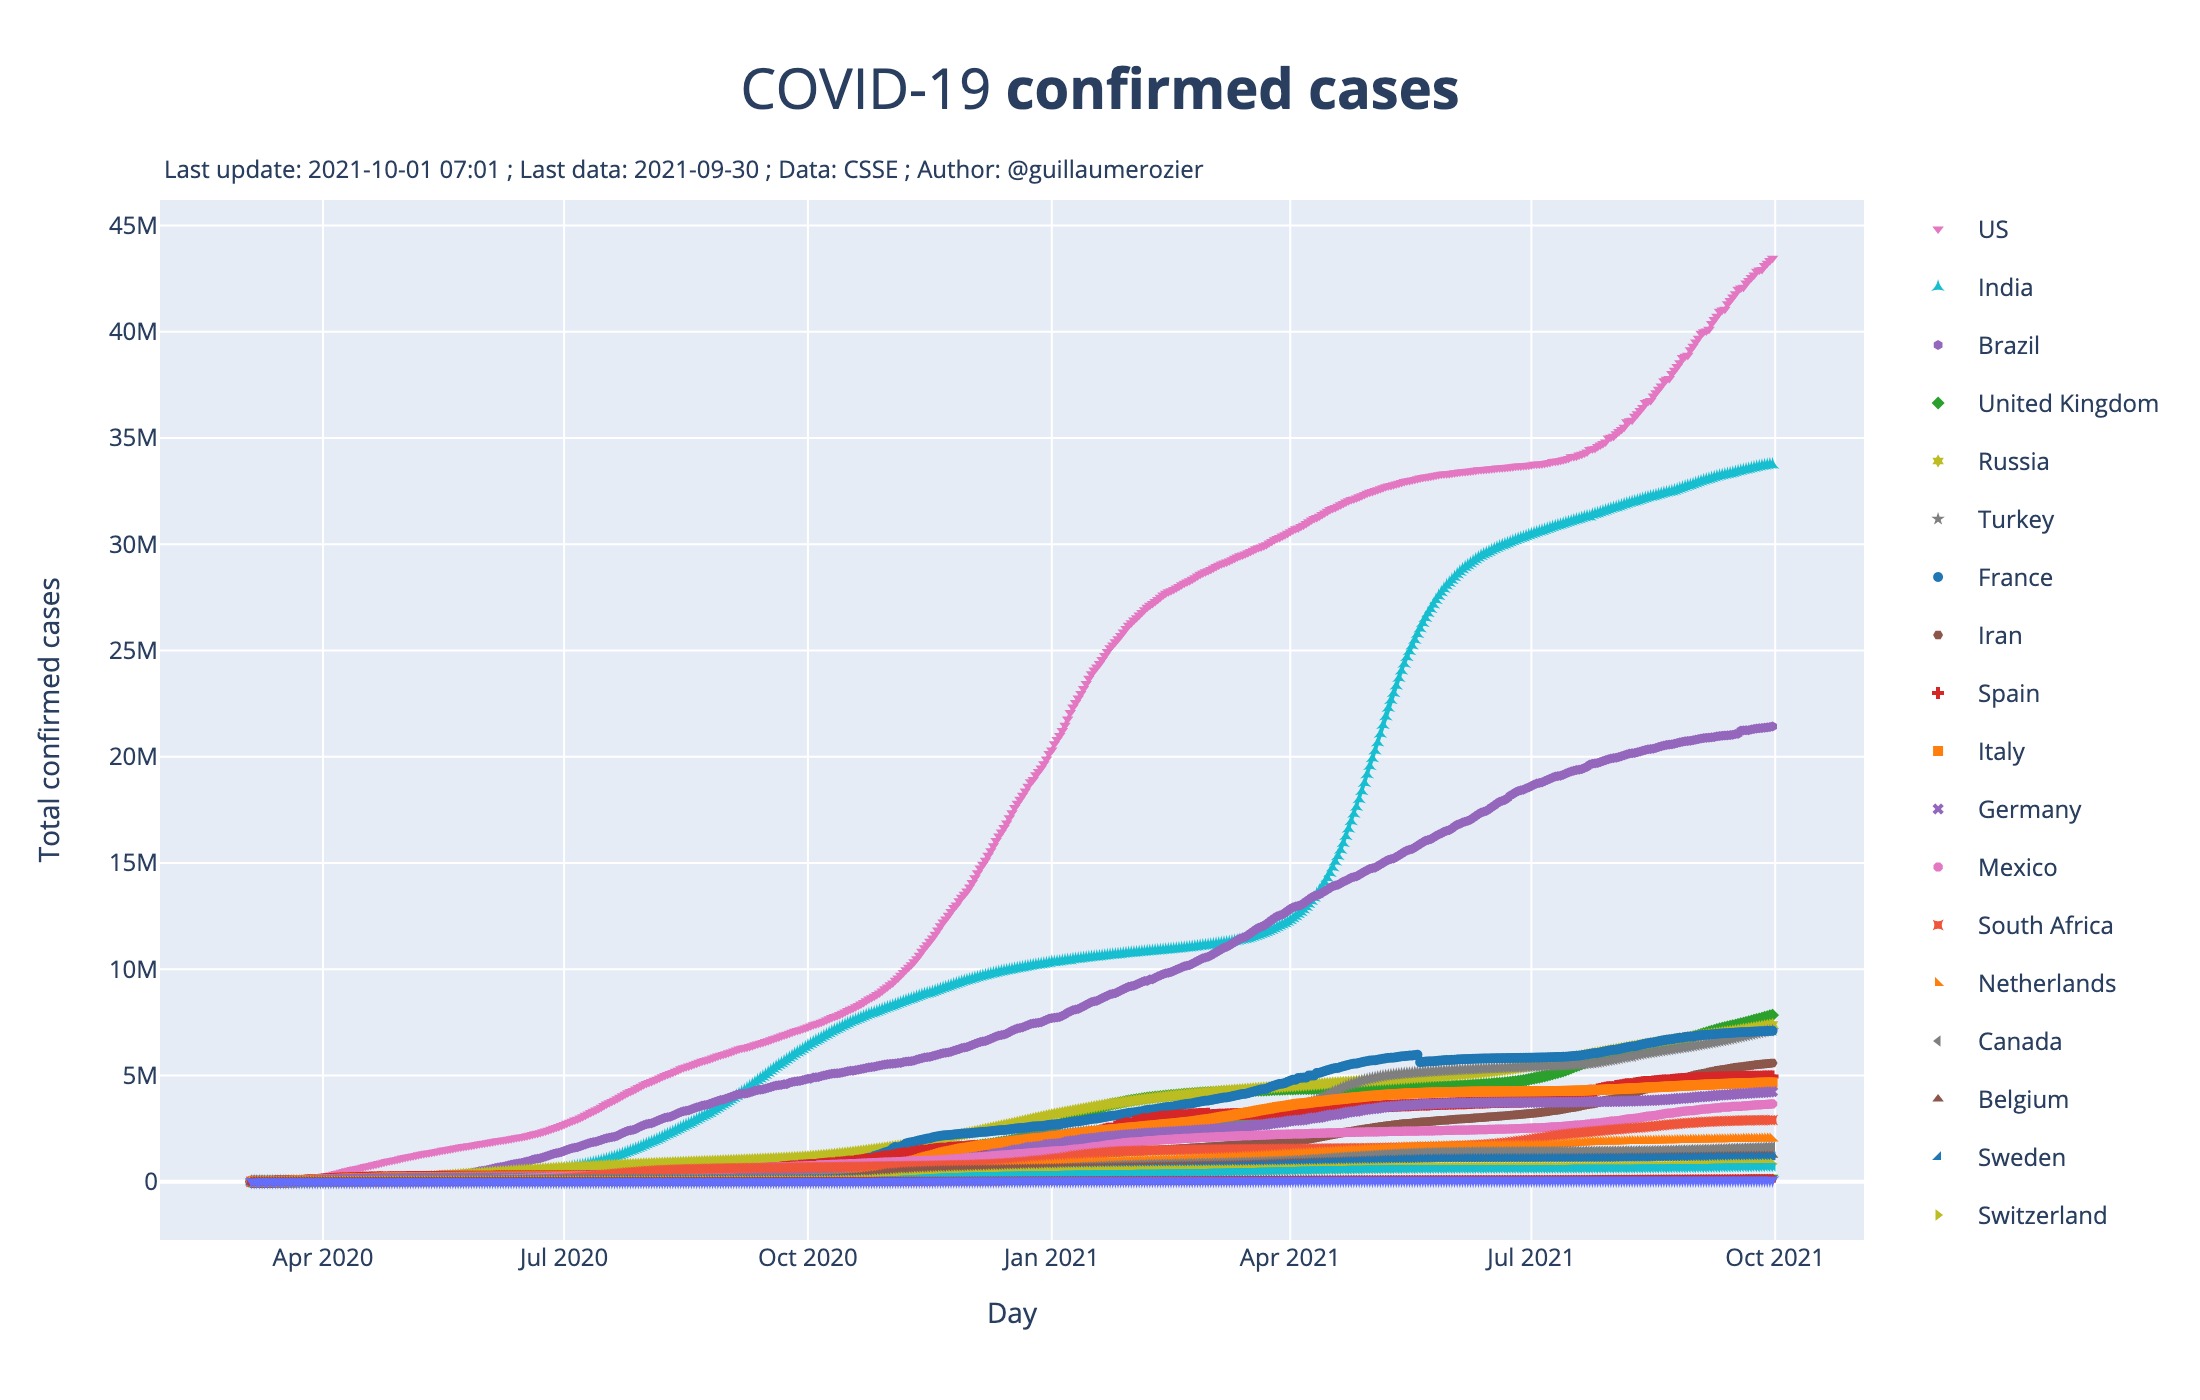 COVID-19 confirmed cases
Last update: 2021-10-01 07:01 ; Last data: 2021-09-30 ; Data: CSSE ; Author: @guillaumerozier
45M
40M
35M
30M
25M
20M
15M
10M
5M
0
Total confirmed cases
Apr 2020
Jul 2020
Oct 2020
Jan 2021
Apr 2021
Jul 2021
Oct 2021
Day
US
India
Brazil
United Kingdom
Russia
Turkey
France
Iran
Spain
Italy
Germany
Mexico
South Africa
Netherlands
Canada
Belgium
Sweden
Switzerland